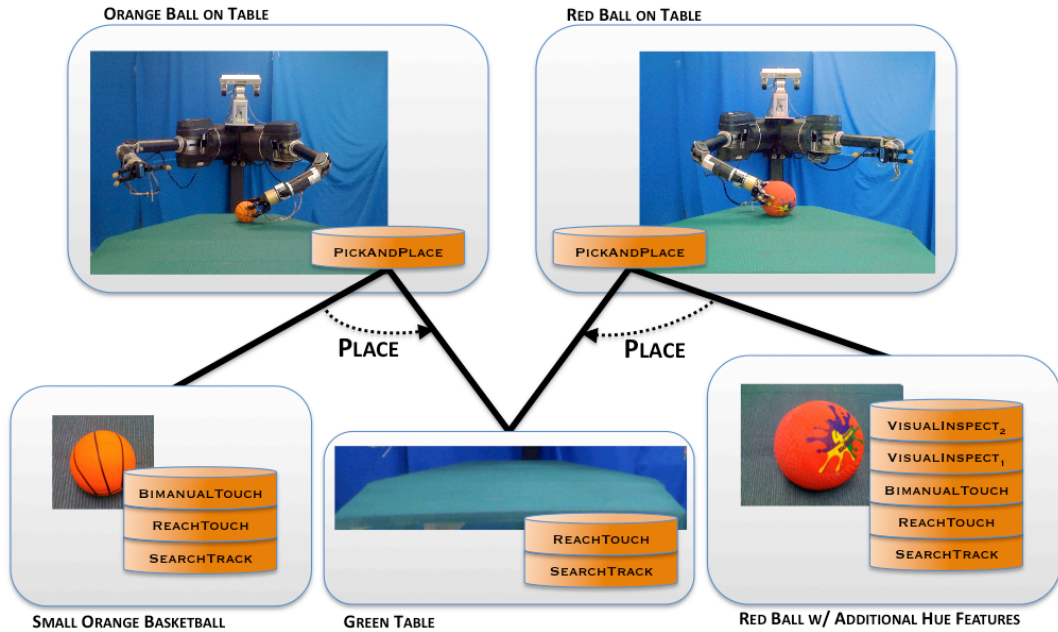 ORANGE BALL ON TABLE
RED BALL ON TABLE
PICKANDPLACE
PICKANDPLACE
PLACE
PLACE
BIMANUALTOUCH
REACHTOUCH
SEARCHTRACK
REACHTOUCH
SEARCHTRACK
VISUALINSPECT₂
VISUALINSPECT₁
BIMANUALTOUCH
REACHTOUCH
SEARCHTRACK
SMALL ORANGE BASKETBALL
GREEN TABLE
RED BALL W/ ADDITIONAL HUE FEATURES